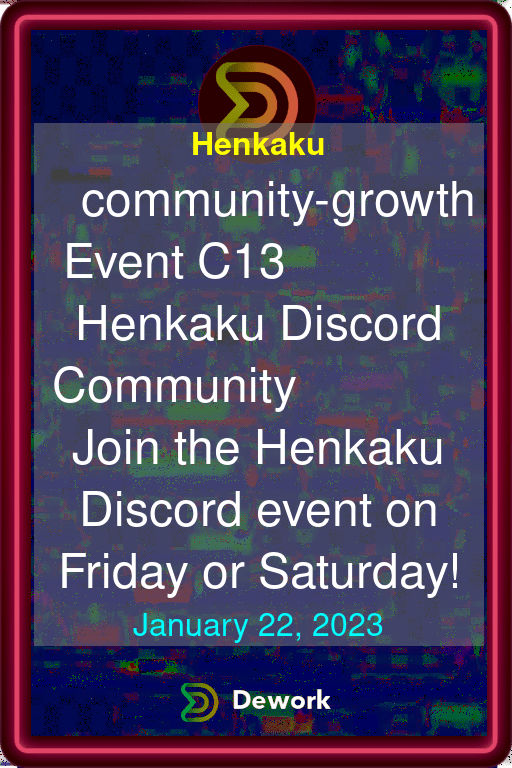 Henkaku
community-growth
Event C13
Henkaku Discord
Community
Join the Henkaku
Discord event on
Friday or Saturday!
January 22, 2023
Dework